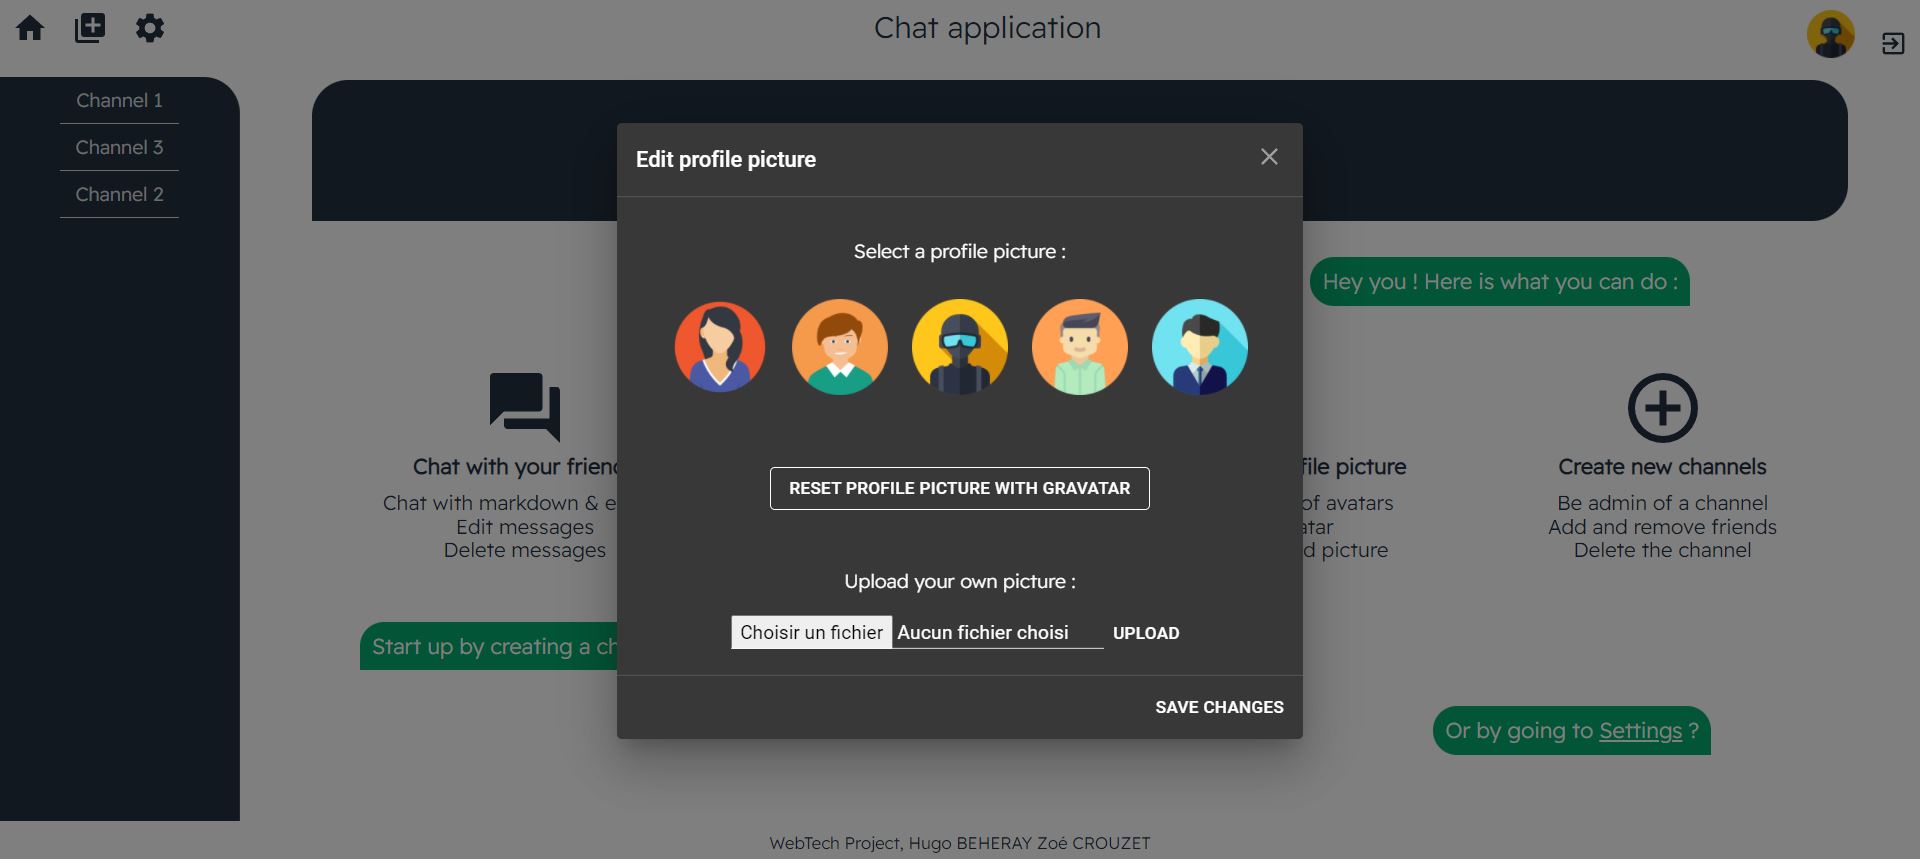 Chat application
Channel 1
Channel 3
Channel 2
Edit profile picture
Select a profile picture :
Hey you ! Here is what you can do :
RESET PROFILE PICTURE WITH GRAVATAR
Upload your own picture :
Choisir un fichier Aucun fichier choisi UPLOAD
SAVE CHANGES
Chat with your
Chat with markdown &
Edit messages
Delete messages
picture
of avatars
picture
Create new channels
Be admin of a channel
Add and remove friends
Delete the channel
Start up by creating a
Or by going to Settings ?
WebTech Project, Hugo BEHERAY Zoé CROUZET